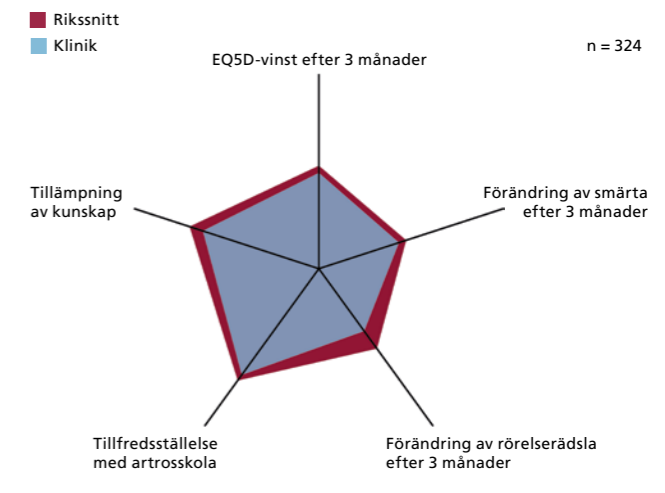 Rikssnitt
Klinik
n = 324
EQ5D-vinst efter 3 månader
Tillämpning
av kunskap
Förändring av smärta
efter 3 månader
Tillfredsställelse
med artrosskola
Förändring av rörelserädsla
efter 3 månader